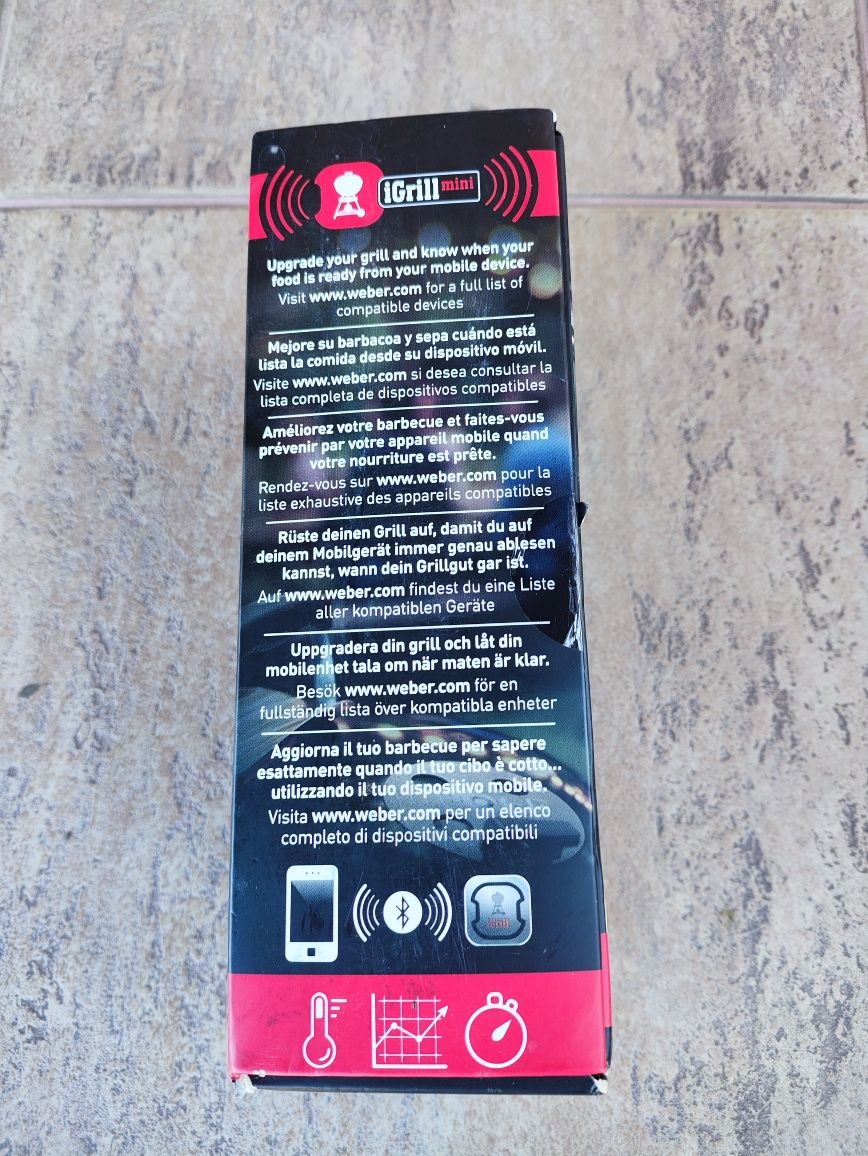 iGrill mini
Upgrade your grill and know when your
food is ready from your mobile device.
Visit www.weber.com for a full list of
compatible devices
Mejore su barbacoa y sepa cuándo está
lista la comida desde su dispositivo móvil.
Visite www.weber.com si desea consultar la
lista completa de dispositivos compatibles
Améliorez votre barbecue et faites-vous
prévenir par votre appareil mobile quand
votre nourriture est prête.
Rendez-vous sur www.weber.com pour la
liste exhaustive des appareils compatibles
Rüste deinen Grill auf, damit du auf
deinem Mobilgerät immer genau ablesen
kannst, wann dein Grillgut gar ist.
Auf www.weber.com findest du eine Liste
aller kompatiblen Geräte
Uppgradera din grill och låt din
mobilenhet tala om när maten är klar.
Besök www.weber.com för en
fullständig lista över kompatibla enheter
Aggiorna il tuo barbecue per sapere
esattamente quando il tuo cibo è cotto...
utilizzando il tuo dispositivo mobile.
Visita www.weber.com per un elenco
completo di dispositivi compatibili
iGrill